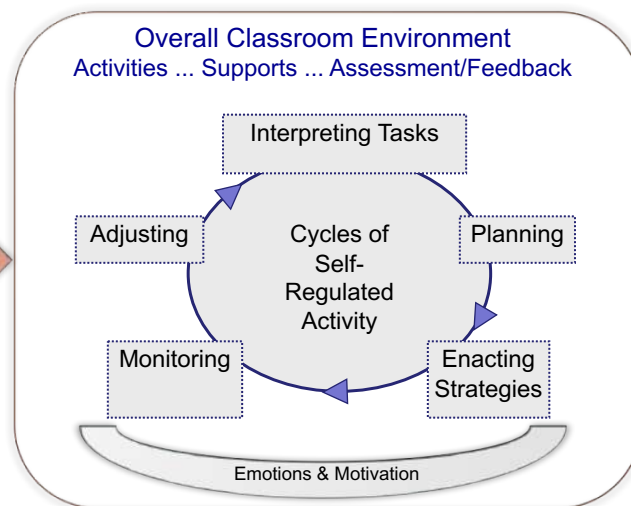 Overall Classroom Environment
Activities ... Supports ... Assessment/Feedback
Interpreting Tasks
Adjusting
Cycles of
Self-
Regulated
Activity
Planning
Monitoring
Enacting
Strategies
Emotions & Motivation